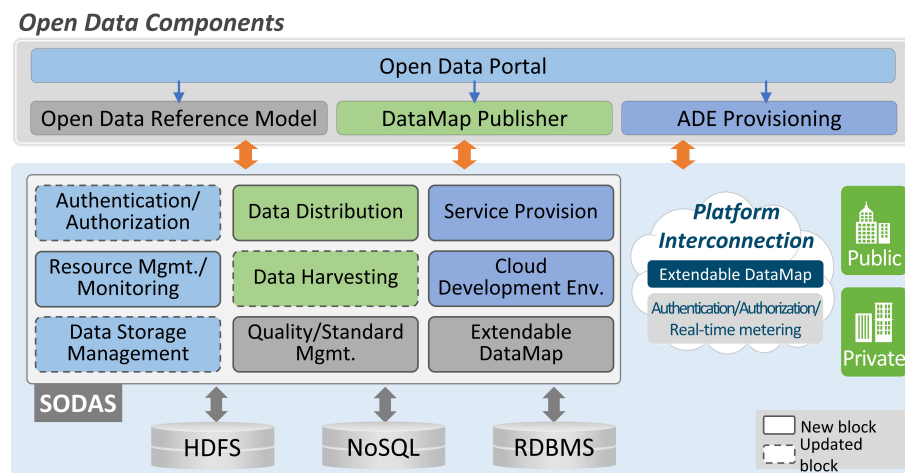 Open Data Components
Open Data Portal
Open Data Reference Model
DataMap Publisher
ADE Provisioning
Authentication/
Authorization
Data Distribution
Service Provision
Resource Mgmt./
Monitoring
Data Harvesting
Cloud
Development Env.
Data Storage
Management
Quality/Standard
Mgmt.
Extendable
DataMap
SODAS
HDFS
NoSQL
RDBMS
Platform
Interconnection
Extendable DataMap
Authentication/Authorization/
Real-time metering
Public
Private
New block
Updated
block